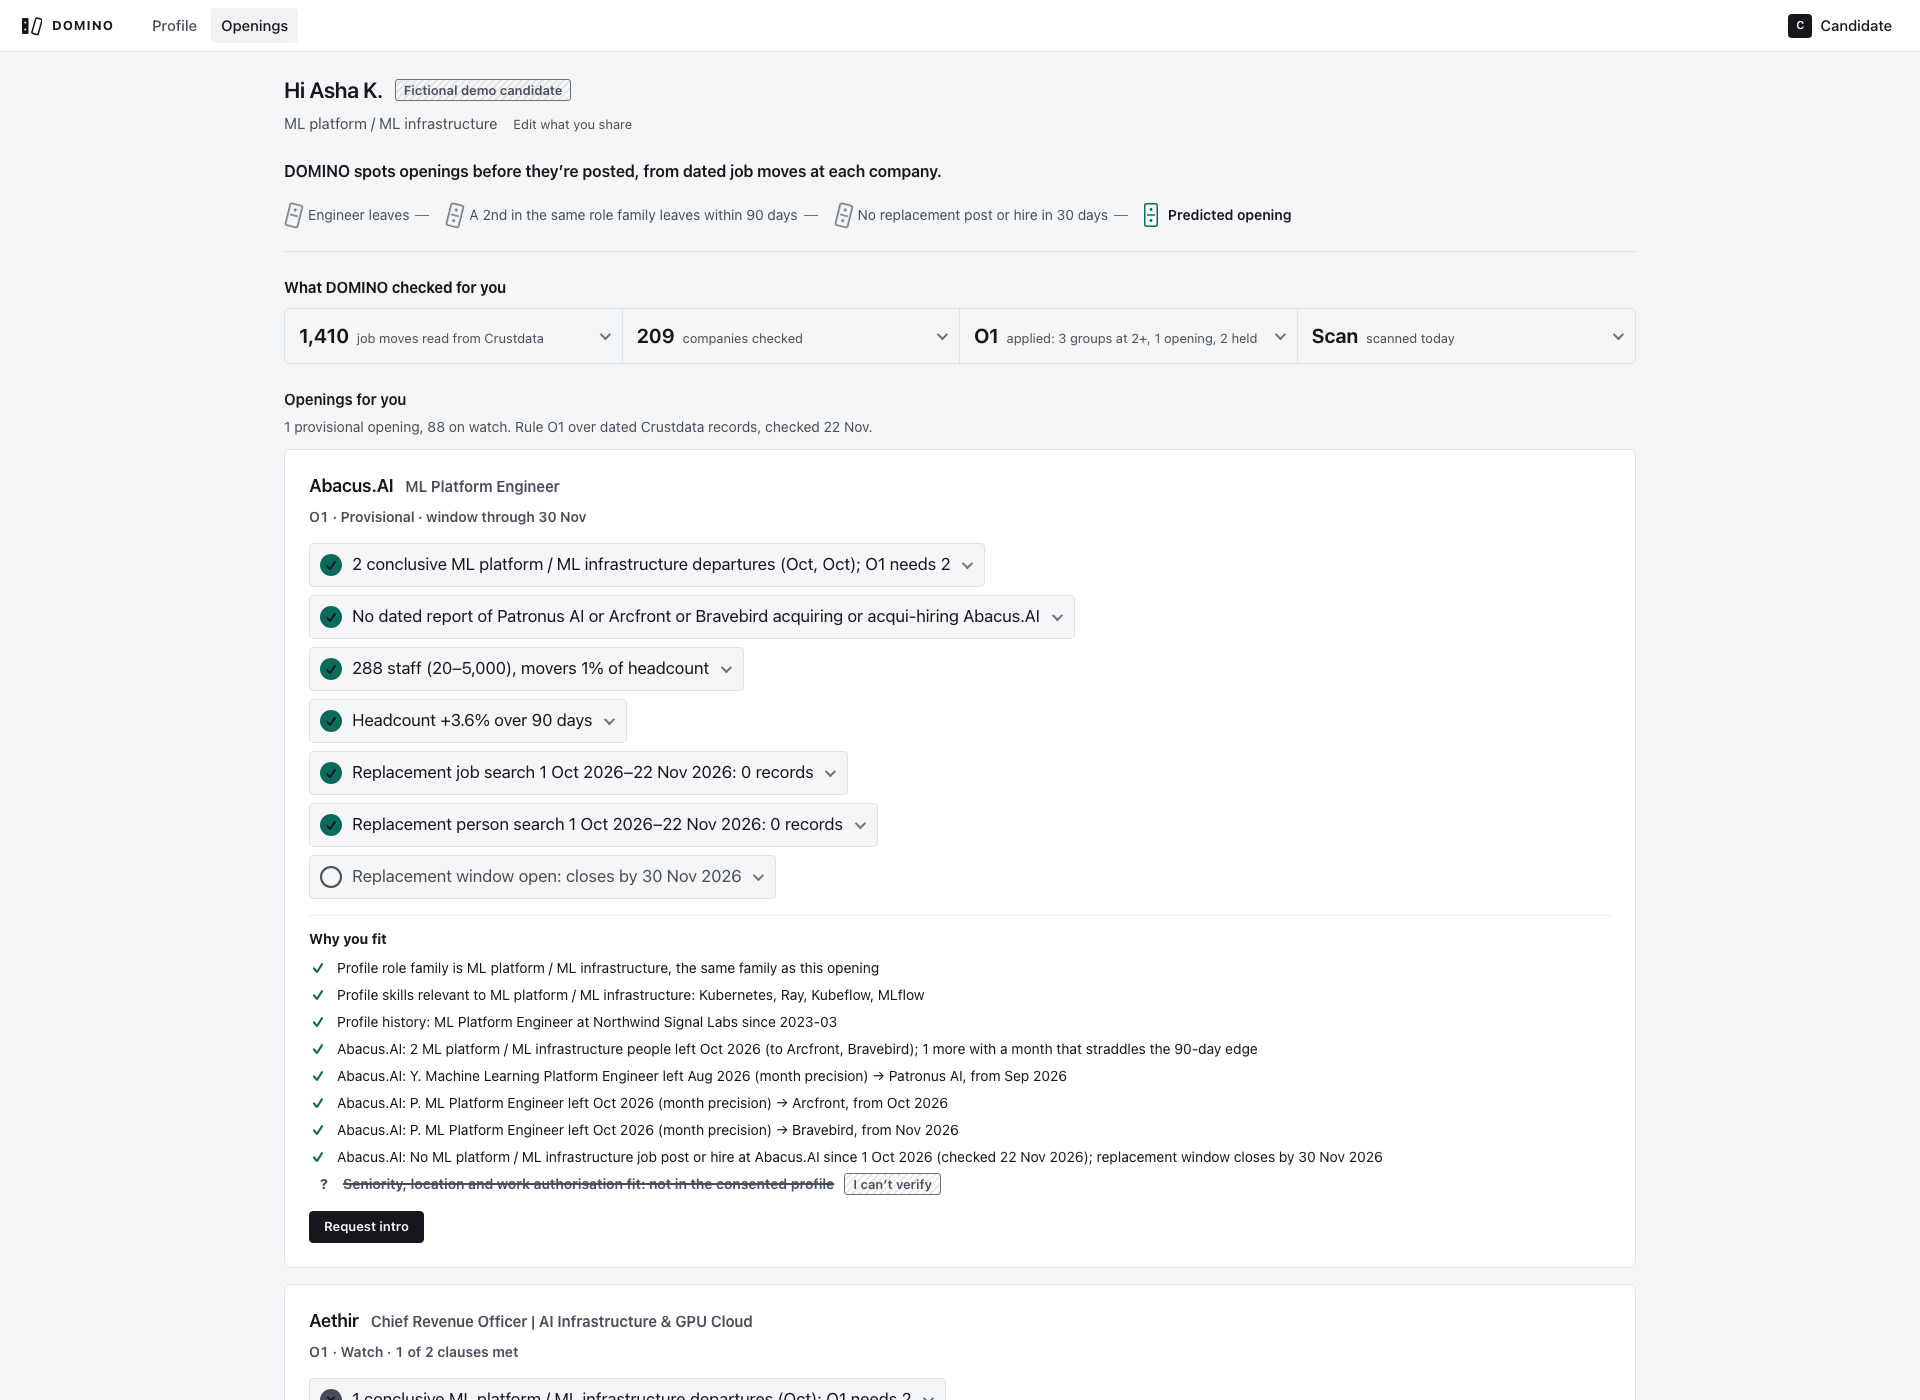 DOMINO Profile Openings C Candidate
Hi Asha K. Fictional demo candidate
ML platform / ML infrastructure Edit what you share
DOMINO spots openings before they’re posted, from dated job moves at each company.
Engineer leaves — A 2nd in the same role family leaves within 90 days — No replacement post or hire in 30 days — Predicted opening
What DOMINO checked for you
1,410 job moves read from Crustdata 209 companies checked O1 applied: 3 groups at 2+, 1 opening, 2 held Scan scanned today
Openings for you
1 provisional opening, 88 on watch. Rule O1 over dated Crustdata records, checked 22 Nov.
Abacus.AI ML Platform Engineer
O1 · Provisional · window through 30 Nov
2 conclusive ML platform / ML infrastructure departures (Oct, Oct); O1 needs 2
No dated report of Patronus AI or Arcfront or Bravebird acquiring or acqui-hiring Abacus.AI
288 staff (20–5,000), movers 1% of headcount
Headcount +3.6% over 90 days
Replacement job search 1 Oct 2026–22 Nov 2026: 0 records
Replacement person search 1 Oct 2026–22 Nov 2026: 0 records
Replacement window open: closes by 30 Nov 2026
Why you fit
Profile role family is ML platform / ML infrastructure, the same family as this opening
Profile skills relevant to ML platform / ML infrastructure: Kubernetes, Ray, Kubeflow, MLflow
Profile history: ML Platform Engineer at Northwind Signal Labs since 2023-03
Abacus.AI: 2 ML platform / ML infrastructure people left Oct 2026 (to Arcfront, Bravebird); 1 more with a month that straddles the 90-day edge
Abacus.AI: Y. Machine Learning Platform Engineer left Aug 2026 (month precision) → Patronus AI, from Sep 2026
Abacus.AI: P. ML Platform Engineer left Oct 2026 (month precision) → Arcfront, from Oct 2026
Abacus.AI: P. ML Platform Engineer left Oct 2026 (month precision) → Bravebird, from Nov 2026
Abacus.AI: No ML platform / ML infrastructure job post or hire at Abacus.AI since 1 Oct 2026 (checked 22 Nov 2026); replacement window closes by 30 Nov 2026
? Seniority, location and work authorisation fit: not in the consented profile I can’t verify
Request intro
Aethir Chief Revenue Officer | AI Infrastructure & GPU Cloud
O1 · Watch · 1 of 2 clauses met
1 conclusive ML platform / ML infrastructure departures (Oct); O1 needs 2